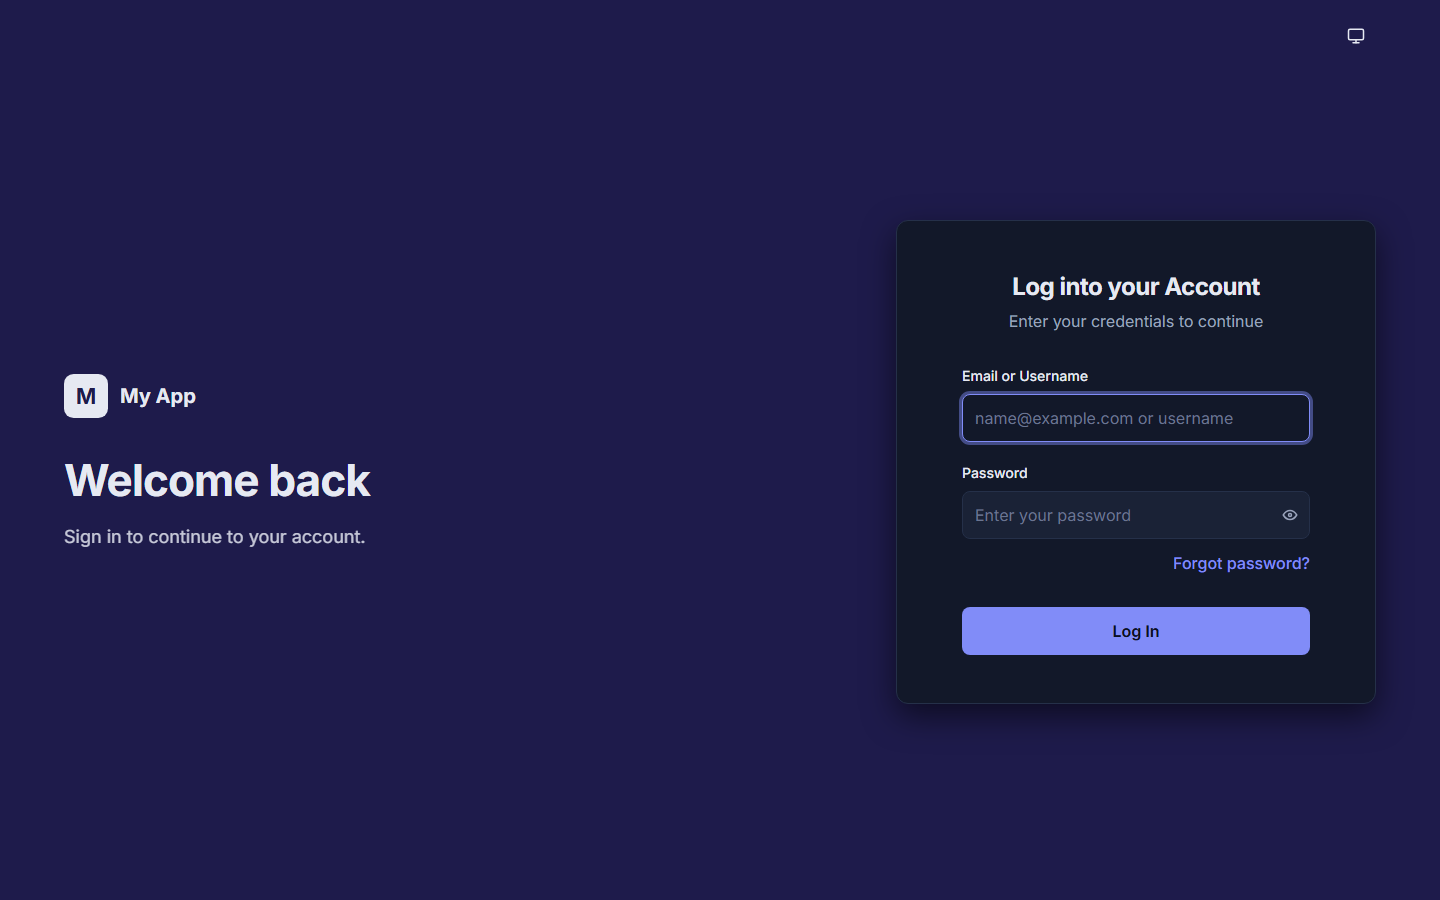 M
My App
Welcome back
Sign in to continue to your account.
Log into your Account
Enter your credentials to continue
Email or Username
name@example.com or username
Password
Enter your password
Forgot password?
Log In